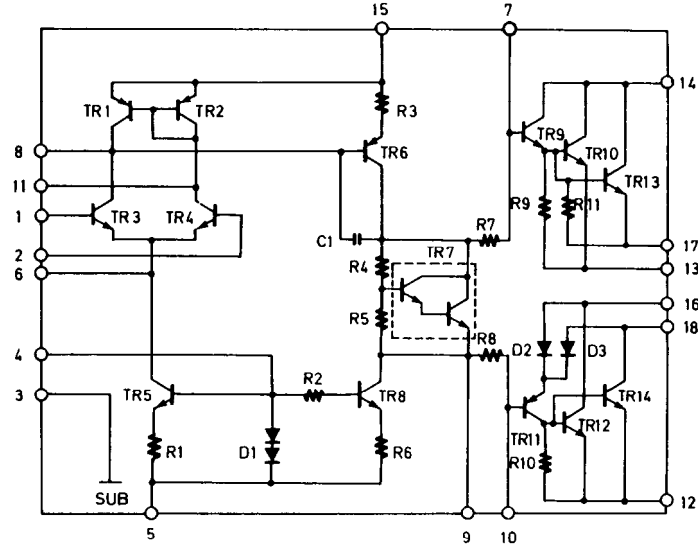 15 7
14
TR1 TR2 R3
TR9
8 TR6 TR10
TR13
11
1 TR3 TR4 R9 R11
R7
2 C1 TR7 17
6 R4 13
16
R5 18
R8
4 D2 D3
R2
3 TR5 TR8 TR14
TR11 TR12
R1 D1 R6 R10
SUB 12
5 9 10